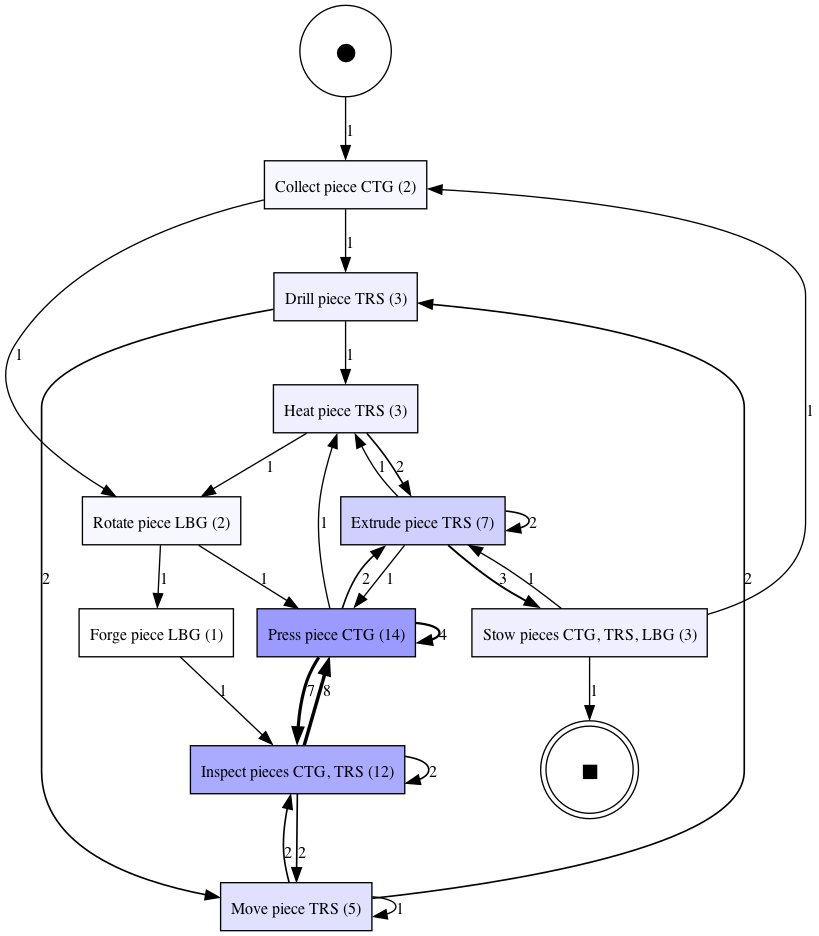 1
Collect piece CTG (2)
1
1
Drill piece TRS (3)
1
1
Heat piece TRS (3)
1
1
1
2
Rotate piece LBG (2)
Extrude piece TRS (7)
2
1
2
1
1
2
1
3
1
2
Forge piece LBG (1)
Press piece CTG (14)
4
Stow pieces CTG, TRS, LBG (3)
1
7
8
1
Inspect pieces CTG, TRS (12)
2
2
2
Move piece TRS (5)
1